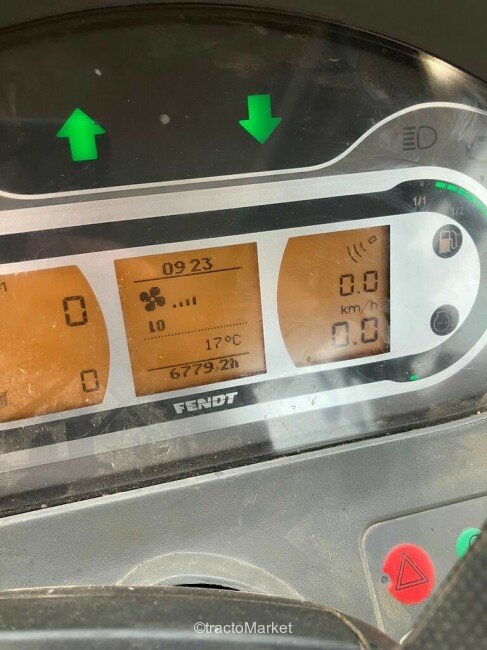 09 23
LO
17°C
6779.2h
0
0
0.0
km/h
0.0
1/1
1/2
FENDT
©tractoMarket